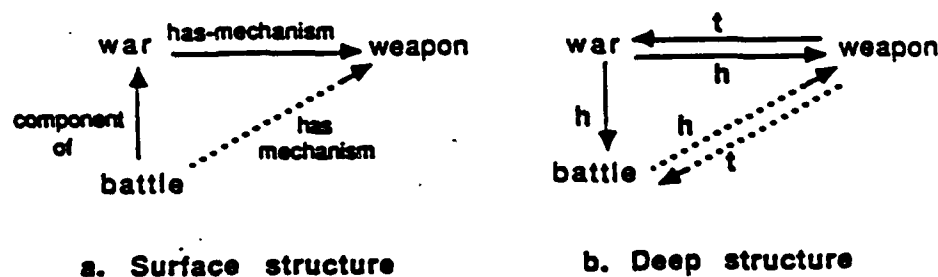 war has-mechanism weapon
component
of
has
mechanism
battle
a. Surface structure
t
war weapon
h
h
h
t
battle
b. Deep structure